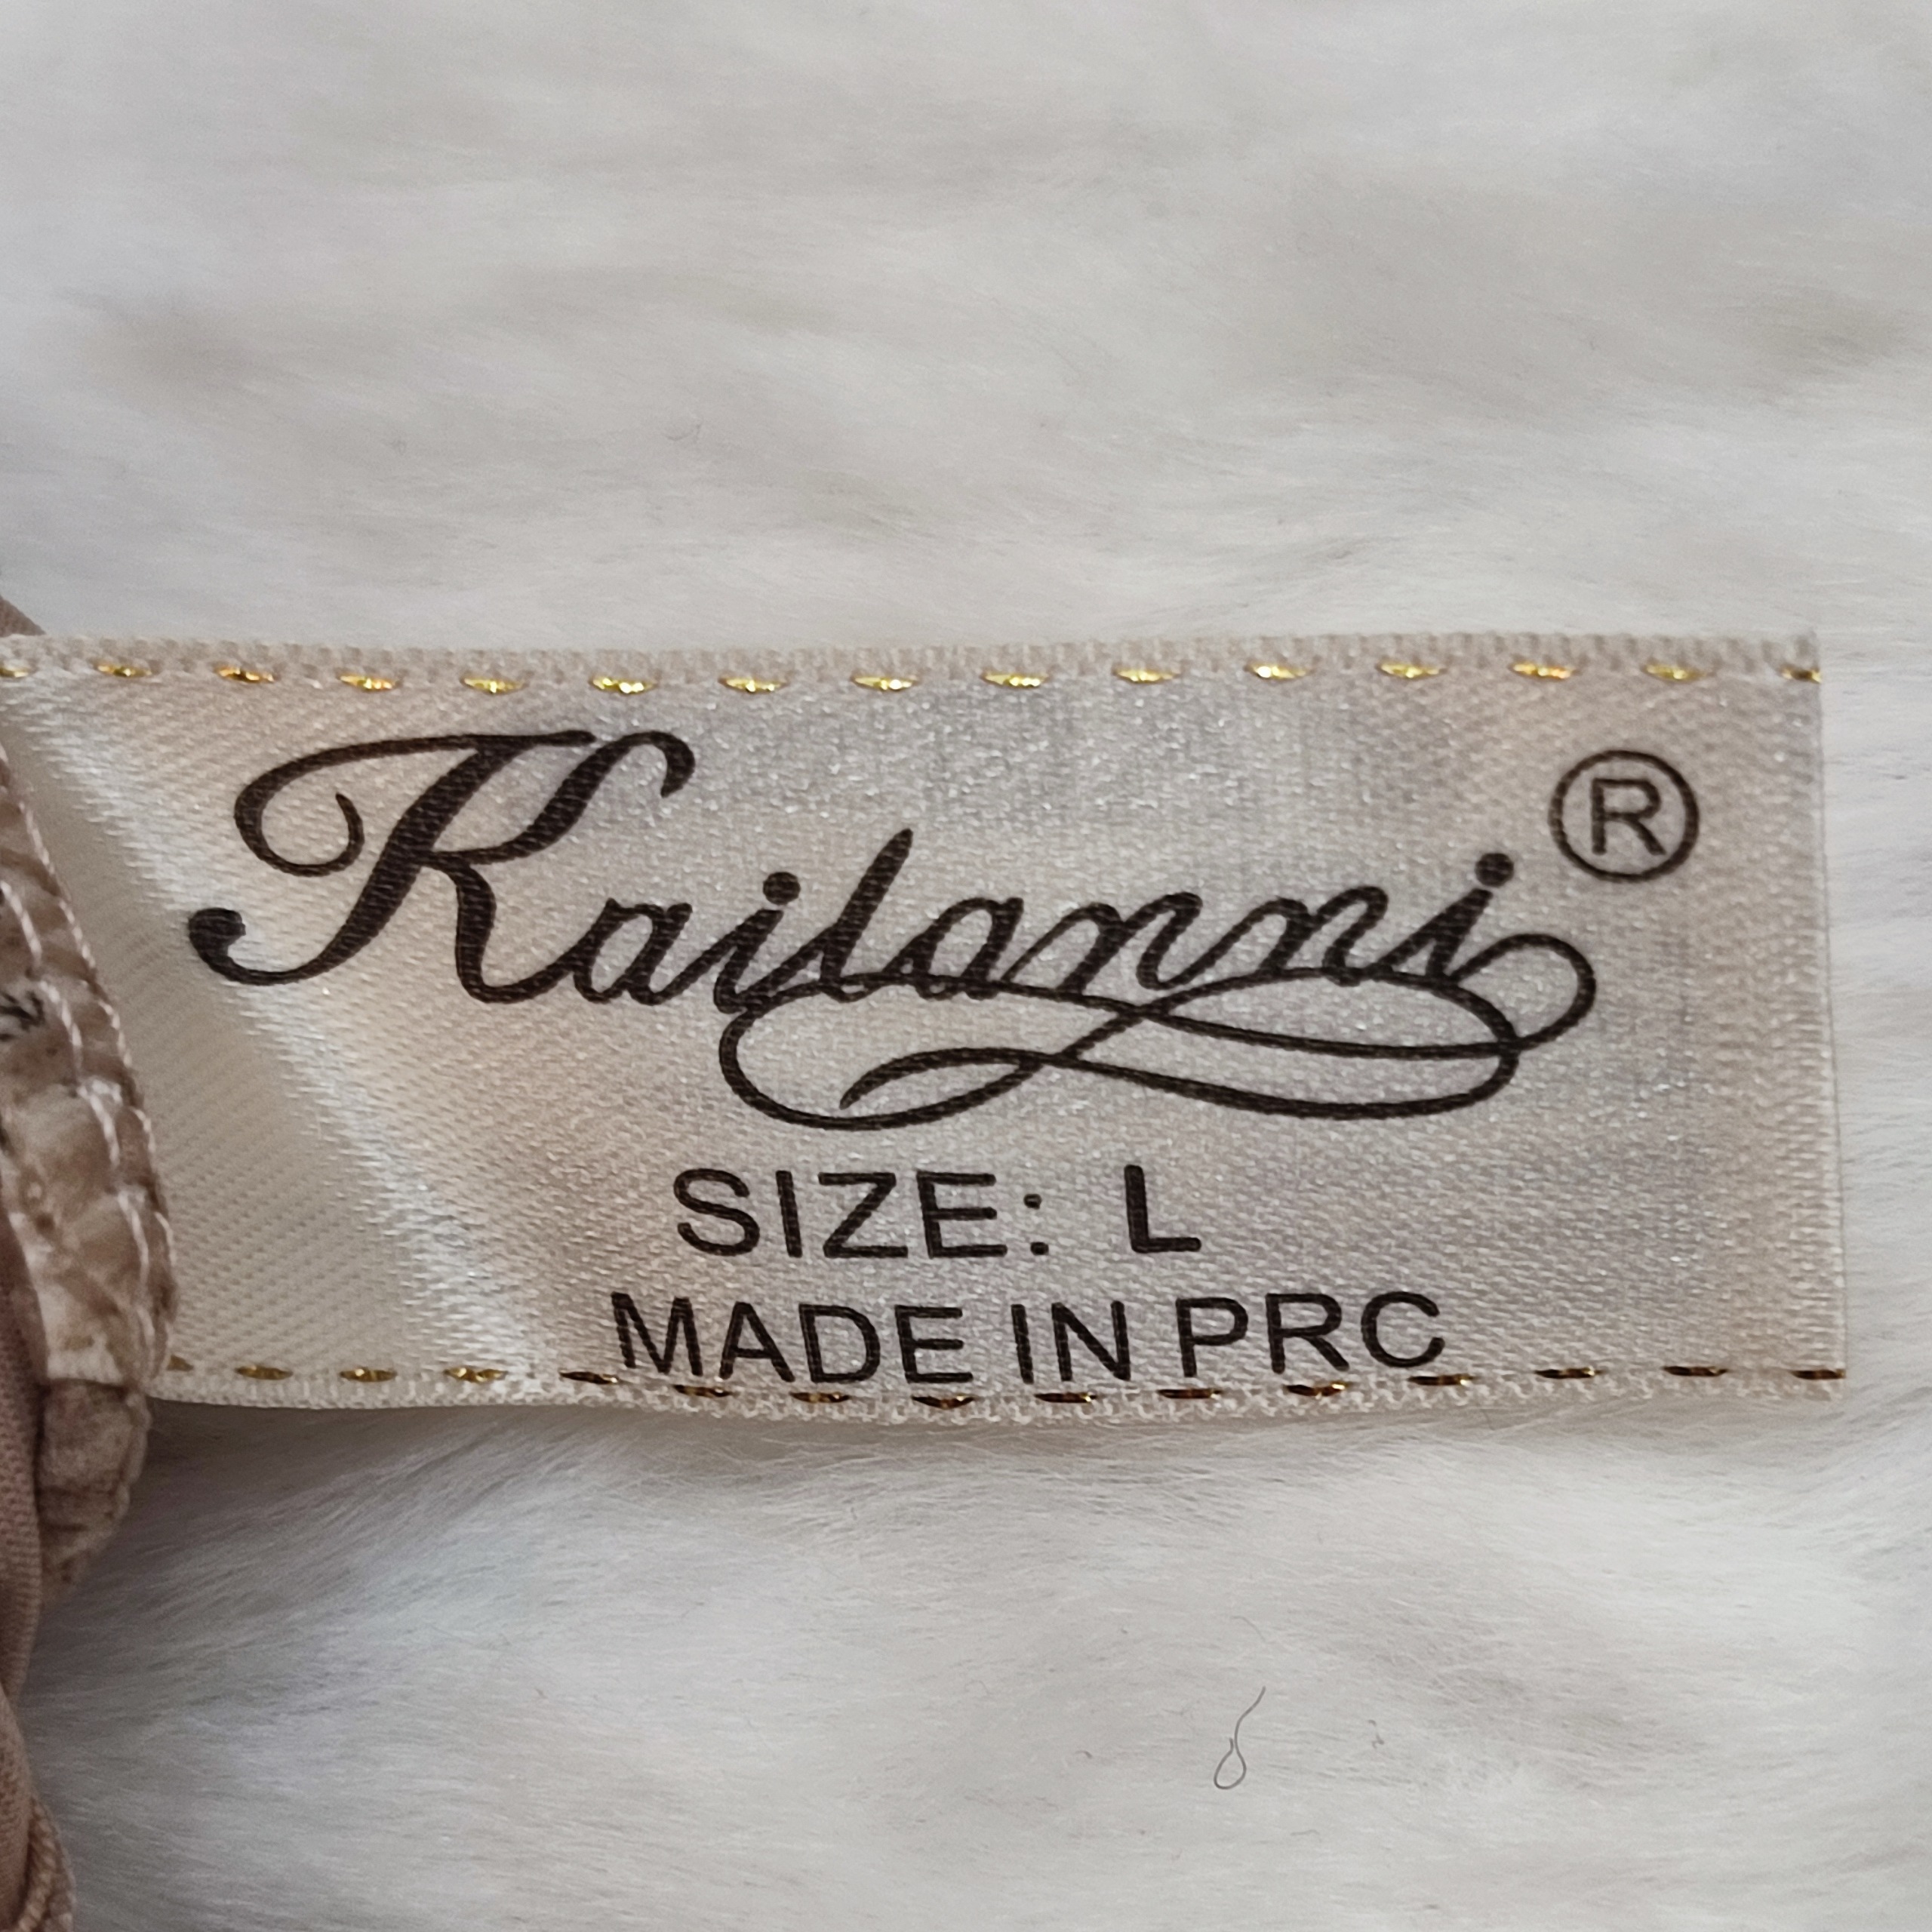 Kailanni ®
SIZE: L
MADE IN PRC